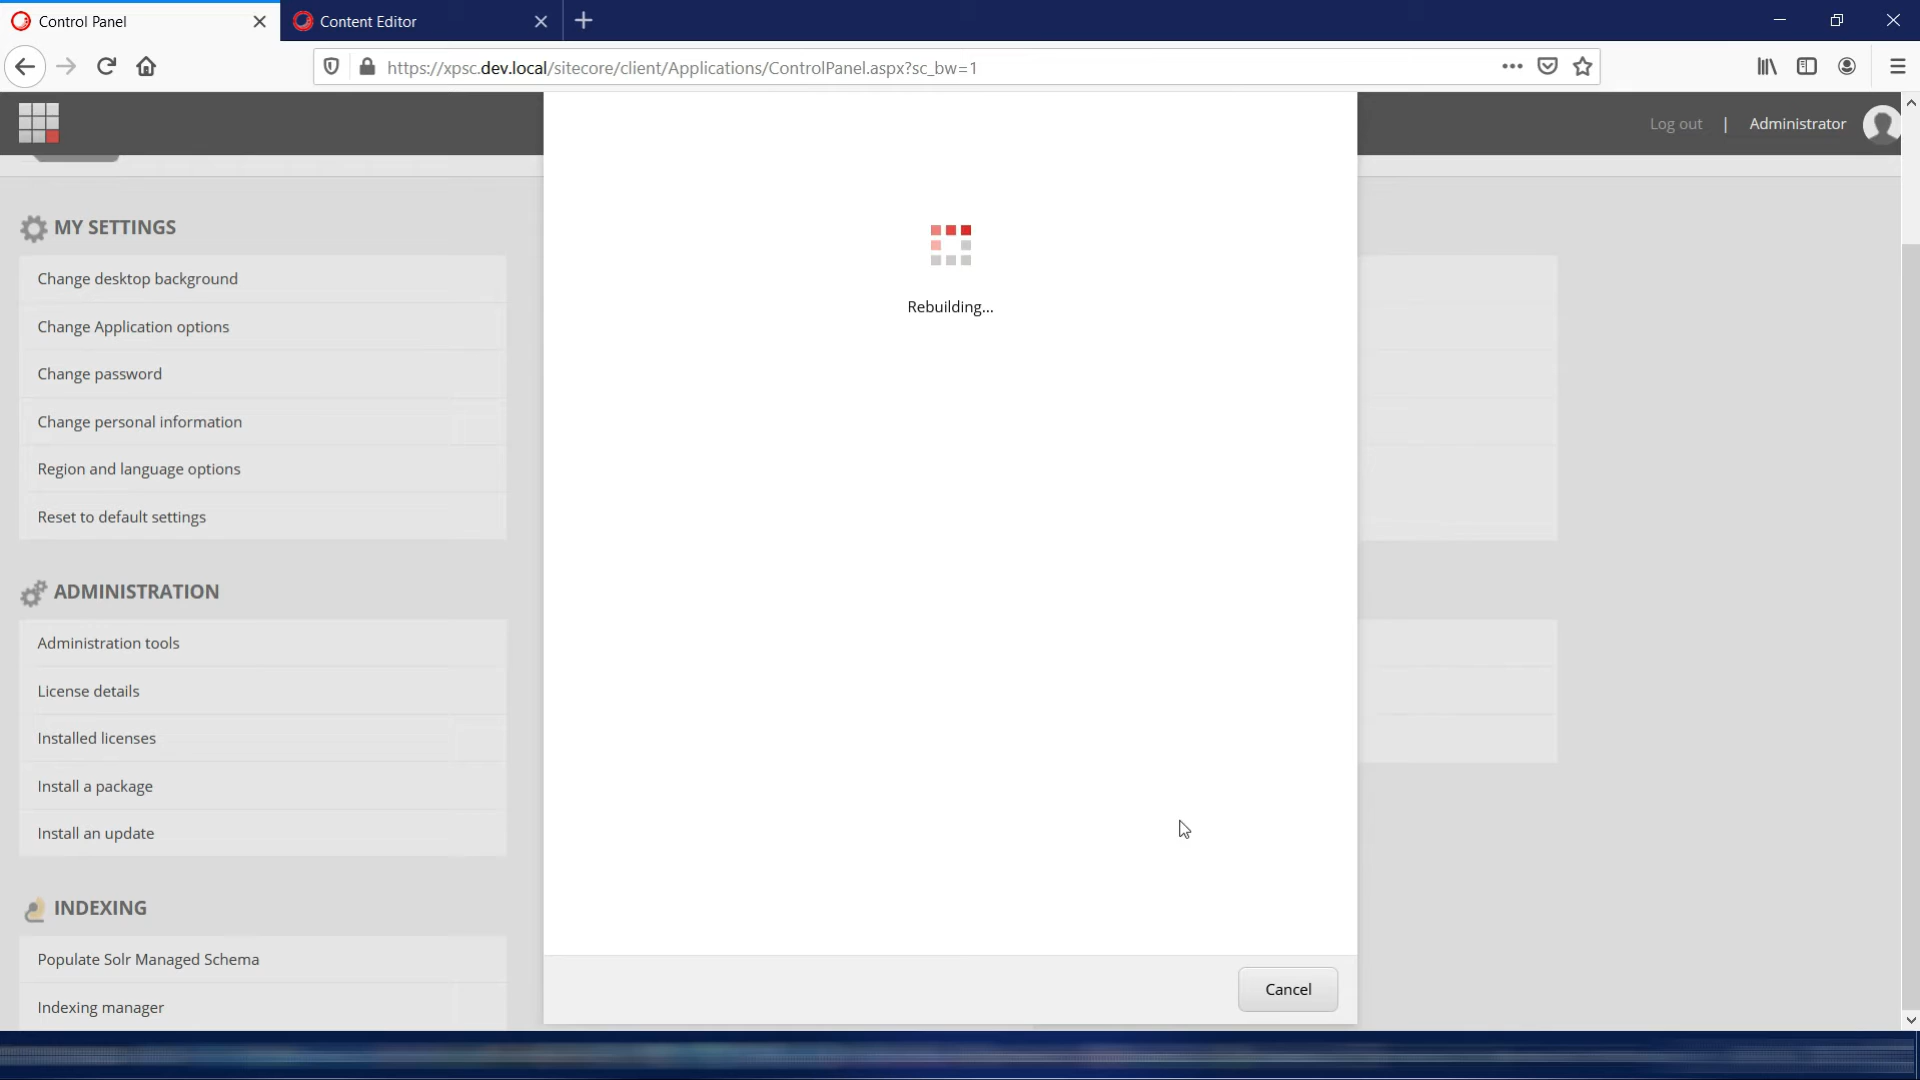 Control Panel
Content Editor
https://xpsc.dev.local/sitecore/client/Applications/ControlPanel.aspx?sc_bw=1
Log out | Administrator
MY SETTINGS
Change desktop background
Change Application options
Change password
Change personal information
Region and language options
Reset to default settings
ADMINISTRATION
Administration tools
License details
Installed licenses
Install a package
Install an update
INDEXING
Populate Solr Managed Schema
Indexing manager
Rebuilding...
Cancel